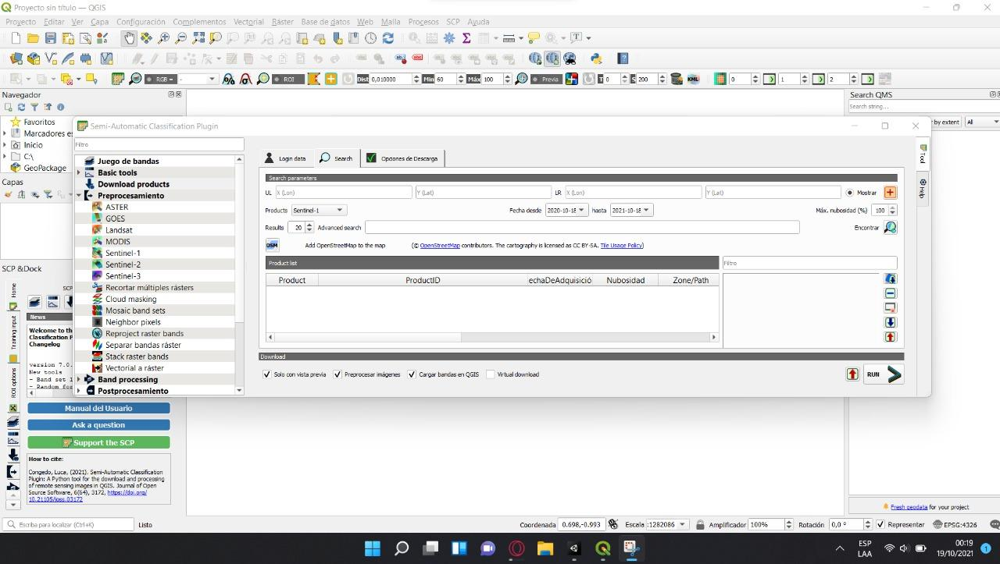 Proyecto sin título — QGIS
Proyecto Editar Ver Capa Configuración Complementos Vectorial Ráster Base de datos Web Malla Procesos SCP Ayuda
RGB = - ROI Dist 0,010000 Min 60 Máx 100 Previa T 0 S 200 KML 0 1 2
Navegador
Favoritos
Marcadores es
Inicio
C:\
GeoPackage
Capas
SCP &Dock
Home
Training input
ROI options
SCP
News
Welcome to th
Classification P
Changelog
version 7.0.
New tools
- Band set l
- Random for
Manual del Usuario
Ask a question
Support the SCP
How to cite:
Congedo, Luca, (2021). Semi-Automatic Classification
Plugin: A Python tool for the download and processing
of remote sensing images in QGIS. Journal of Open
Source Software, 6(64), 3172, https://doi.org/
10.21105/joss.03172
Semi-Automatic Classification Plugin
Filtro
Juego de bandas
Basic tools
Download products
Preprocesamiento
ASTER
GOES
Landsat
MODIS
Sentinel-1
Sentinel-2
Sentinel-3
Recortar múltiples rásters
Cloud masking
Mosaic band sets
Neighbor pixels
Reproject raster bands
Separar bandas ráster
Stack raster bands
Vectorial a ráster
Band processing
Postprocesamiento
Login data Search Opciones de Descarga
Search parameters
UL X (Lon) Y (Lat) LR X (Lon) Y (Lat) Mostrar
Products Sentinel-1 Fecha desde 2020-10-18 hasta 2021-10-18 Máx. nubosidad (%) 100
Results 20 Advanced search Encontrar
OSM Add OpenStreetMap to the map (© OpenStreetMap contributors. The cartography is licensed as CC BY-SA. Tile Usage Policy)
Product list Filtro
Product ProductID echaDeAdquisició Nubosidad Zone/Path
Download
Solo con vista previa Preprocesar imágenes Cargar bandas en QGIS Virtual download RUN
Tool
Help
Search QMS
Search string...
by extent All
Fresh geodata for your project
Escriba para localizar (Ctrl+K) Listo Coordenada 0.698,-0.993 Escala :1282086 Amplificador 100% Rotación 0,0 ° Representar EPSG:4326
ESP
LAA
00:19
19/10/2021
1